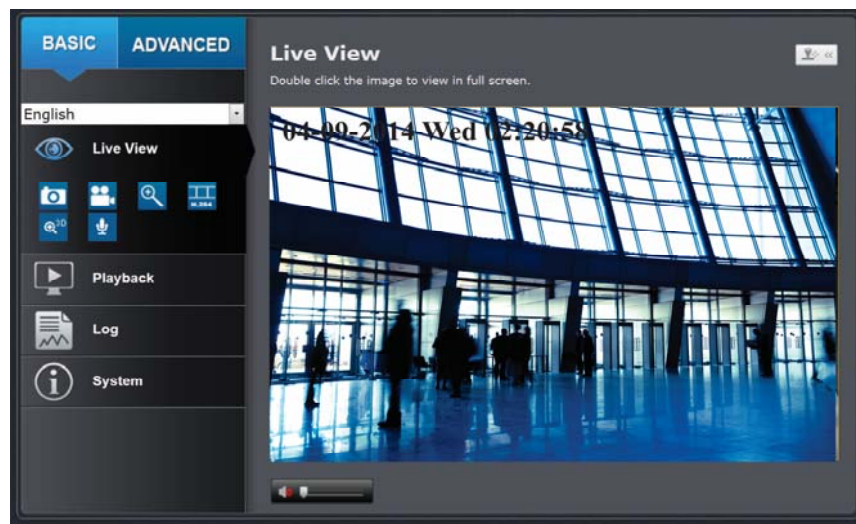 BASIC ADVANCED
English
Live View
H.264
3D
Playback
Log
System
Live View
Double click the image to view in full screen.
04-09-2014 Wed 02:20:58